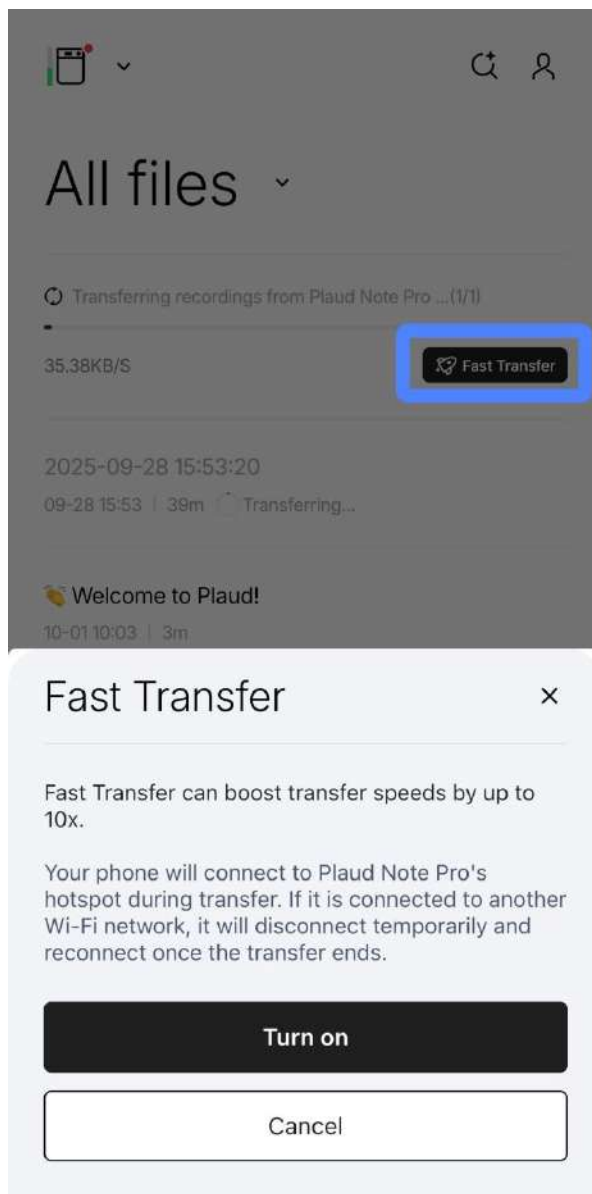 All files
Transferring recordings from Plaud Note Pro ...(1/1)
35.38KB/S
Fast Transfer
2025-09-28 15:53:20
09-28 15:53 | 39m Transferring...
👏 Welcome to Plaud!
10-01 10:03 | 3m
Fast Transfer
Fast Transfer can boost transfer speeds by up to
10x.
Your phone will connect to Plaud Note Pro's
hotspot during transfer. If it is connected to another
Wi-Fi network, it will disconnect temporarily and
reconnect once the transfer ends.
Turn on
Cancel